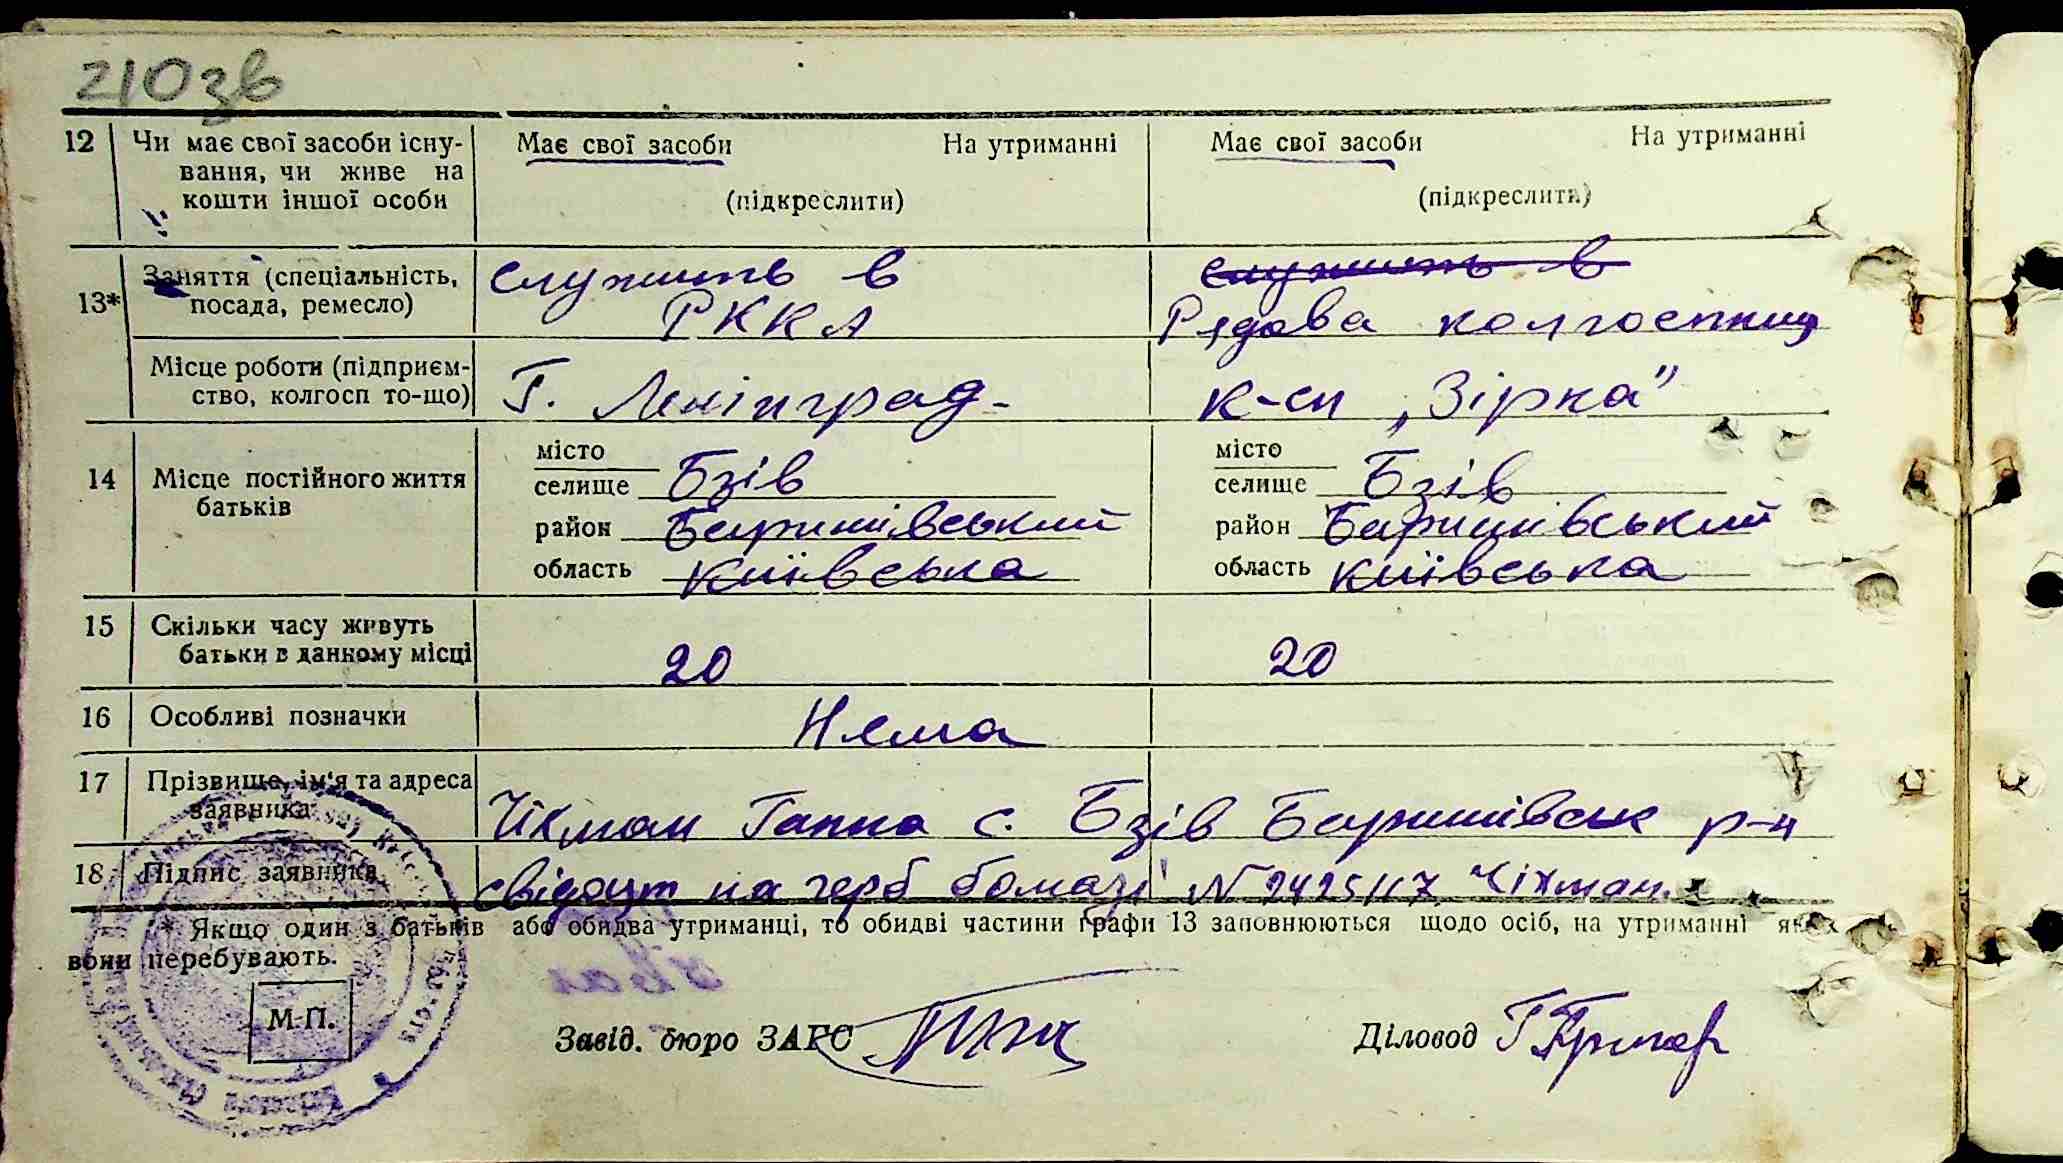 210зв
12 Чи має свої засоби існу- Має свої засоби На утриманні Має свої засоби На утриманні
вання, чи живе на
кошти іншої особи (підкреслити) (підкреслити)
13* Заняття (спеціальність, служить в служить в
посада, ремесло) РККА Рядова колгоспниця
Місце роботи (підприєм-
ство, колгосп то-що) Г. Ленінград- к-сп „Зірка"
14 Місце постійного життя місто місто
батьків селище Бзів селище Бзів
район Баришівський район Баришівський
область київська область київська
15 Скільки часу живуть
батьки в данному місці 20 20
16 Особливі позначки Нема
17 Прізвище, ім'я та адреса
заявника Чіхман Ганна с. Бзів Баришівськ р-н
18 Підпис заявника свідоцт на герб бомазі N 242547 Чіхман.
* Якщо один з батьків або обидва утриманці, то обидві частини графи 13 заповнюються щодо осіб, на утриманні яких
вони перебувають.
М.П.
Завід. бюро ЗАГС Діловод